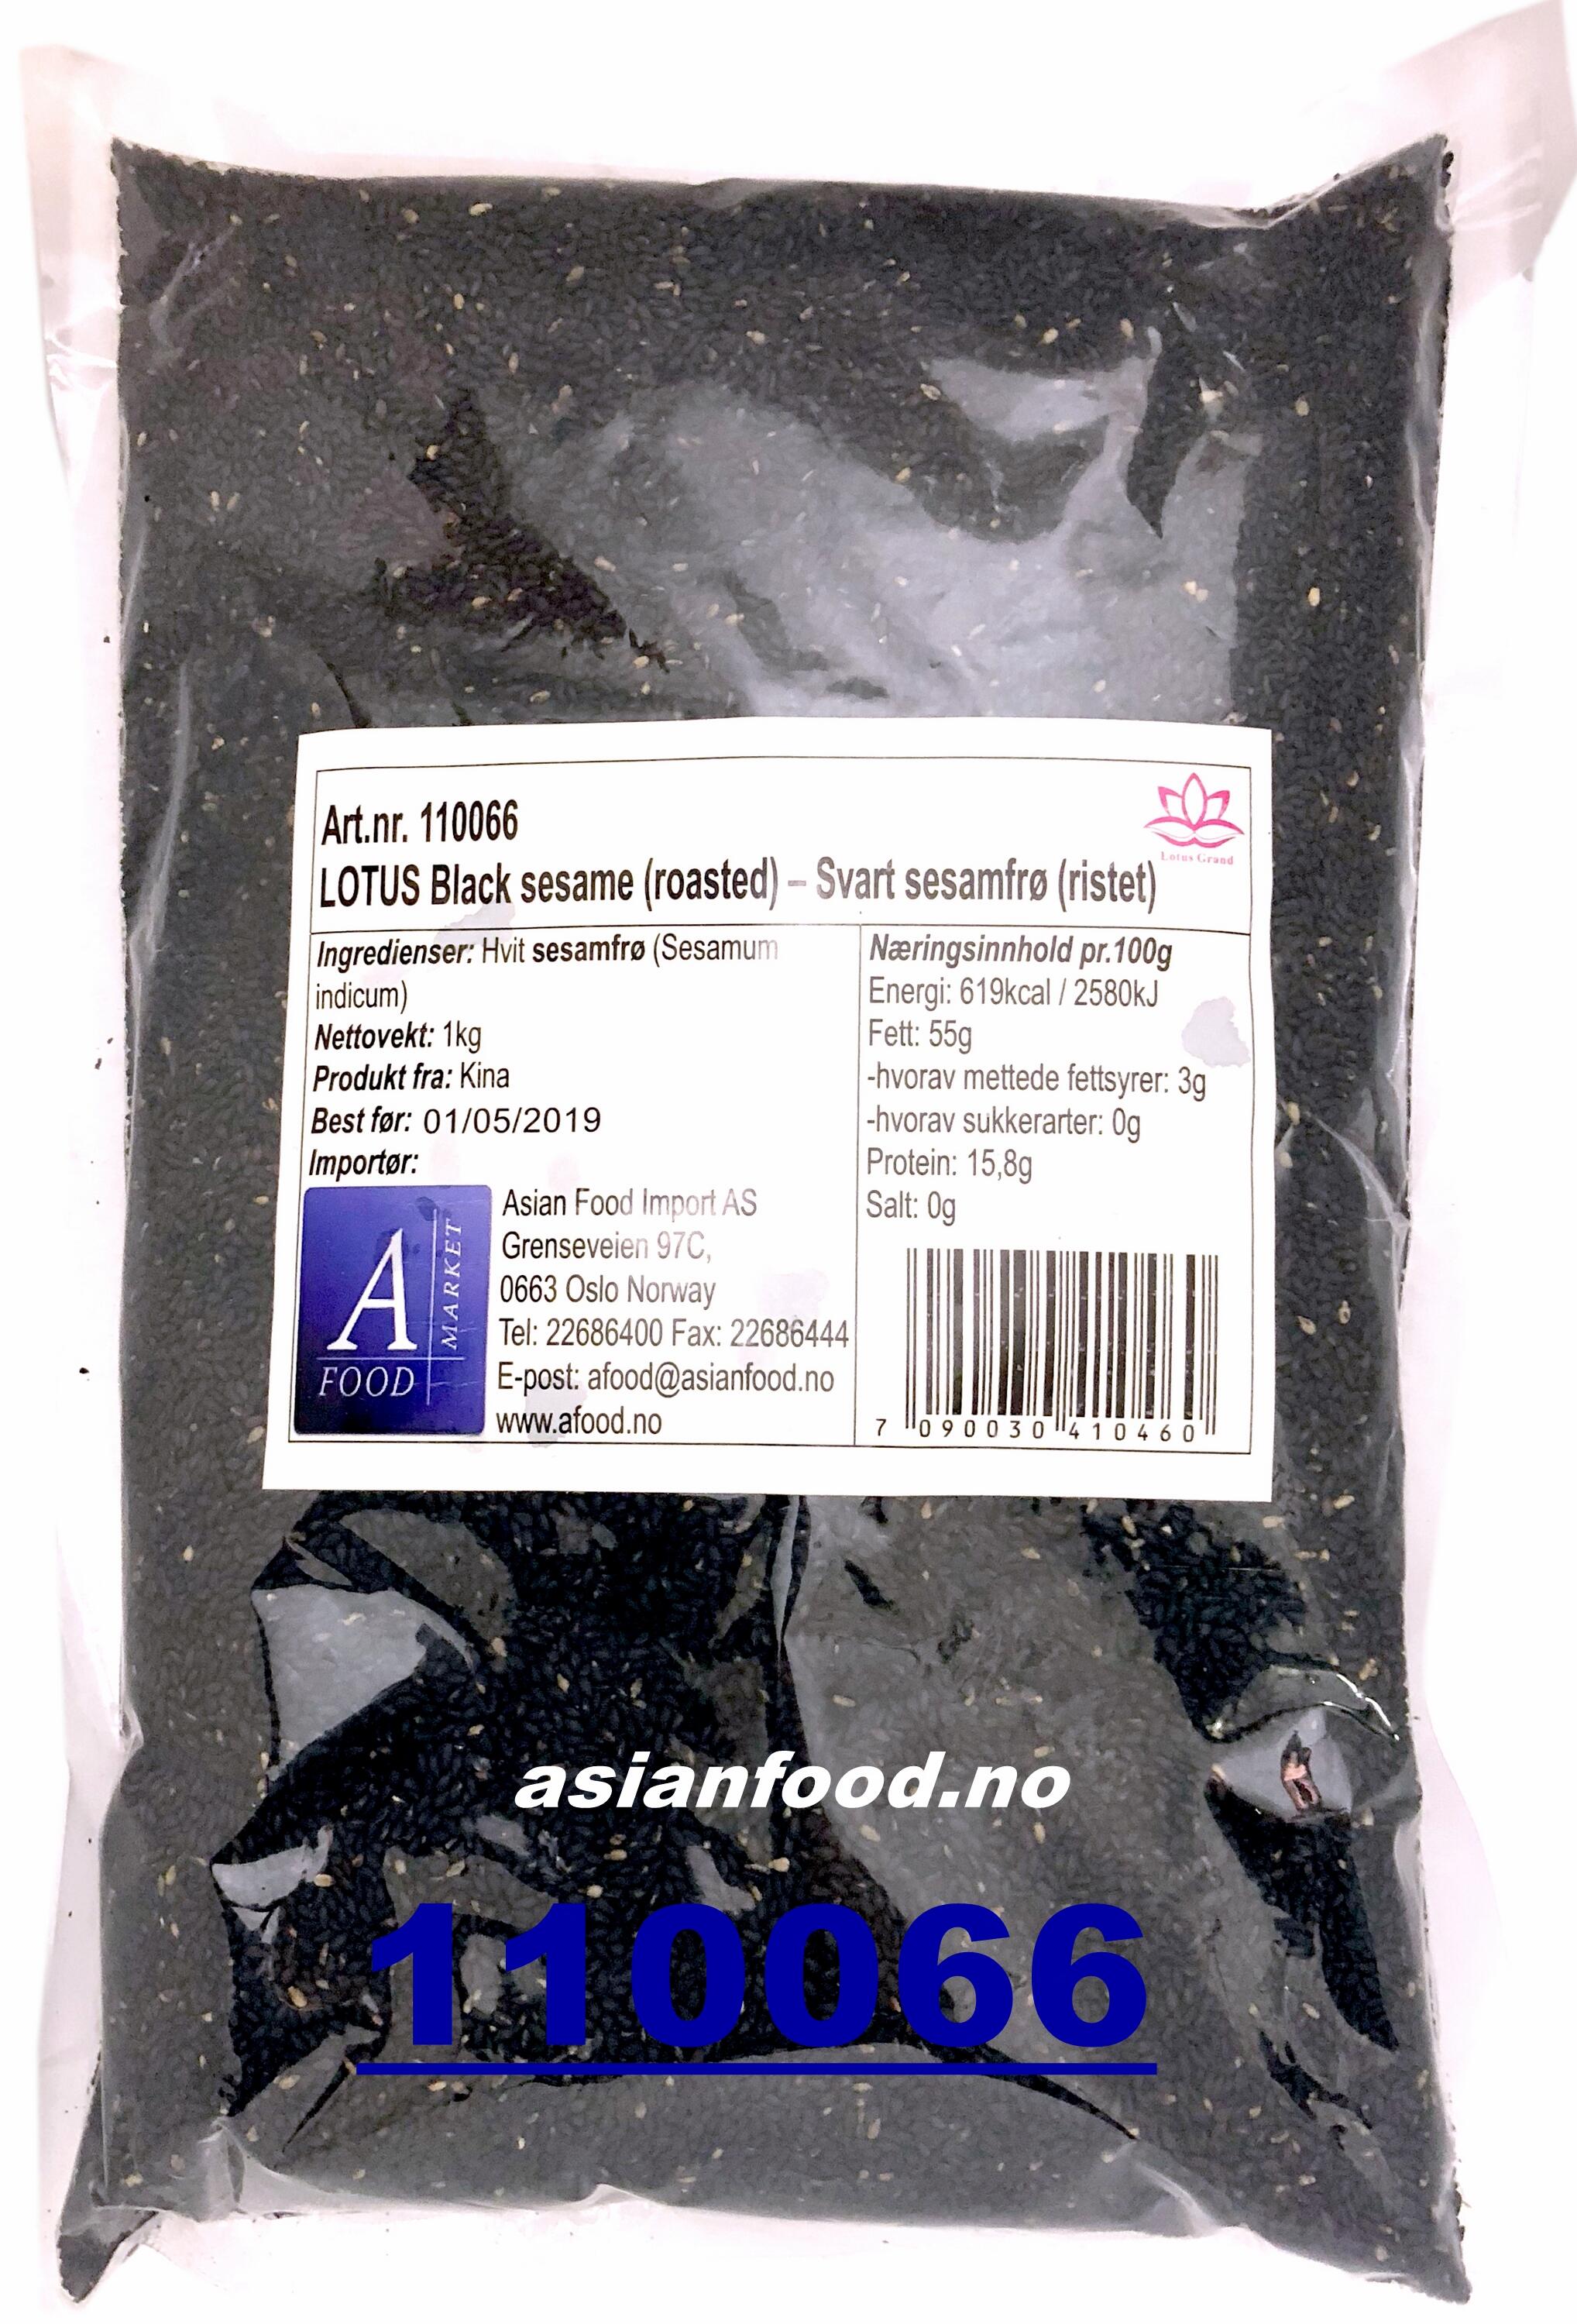 Art.nr. 110066
Lotus Grand
LOTUS Black sesame (roasted) – Svart sesamfrø (ristet)
Ingredienser: Hvit sesamfrø (Sesamum
indicum)
Nettovekt: 1kg
Produkt fra: Kina
Best før: 01/05/2019
Importør:
A
MARKET
FOOD
Asian Food Import AS
Grenseveien 97C,
0663 Oslo Norway
Tel: 22686400 Fax: 22686444
E-post: afood@asianfood.no
www.afood.no
Næringsinnhold pr.100g
Energi: 619kcal / 2580kJ
Fett: 55g
-hvorav mettede fettsyrer: 3g
-hvorav sukkerarter: 0g
Protein: 15,8g
Salt: 0g
7 090030 410460
asianfood.no
110066